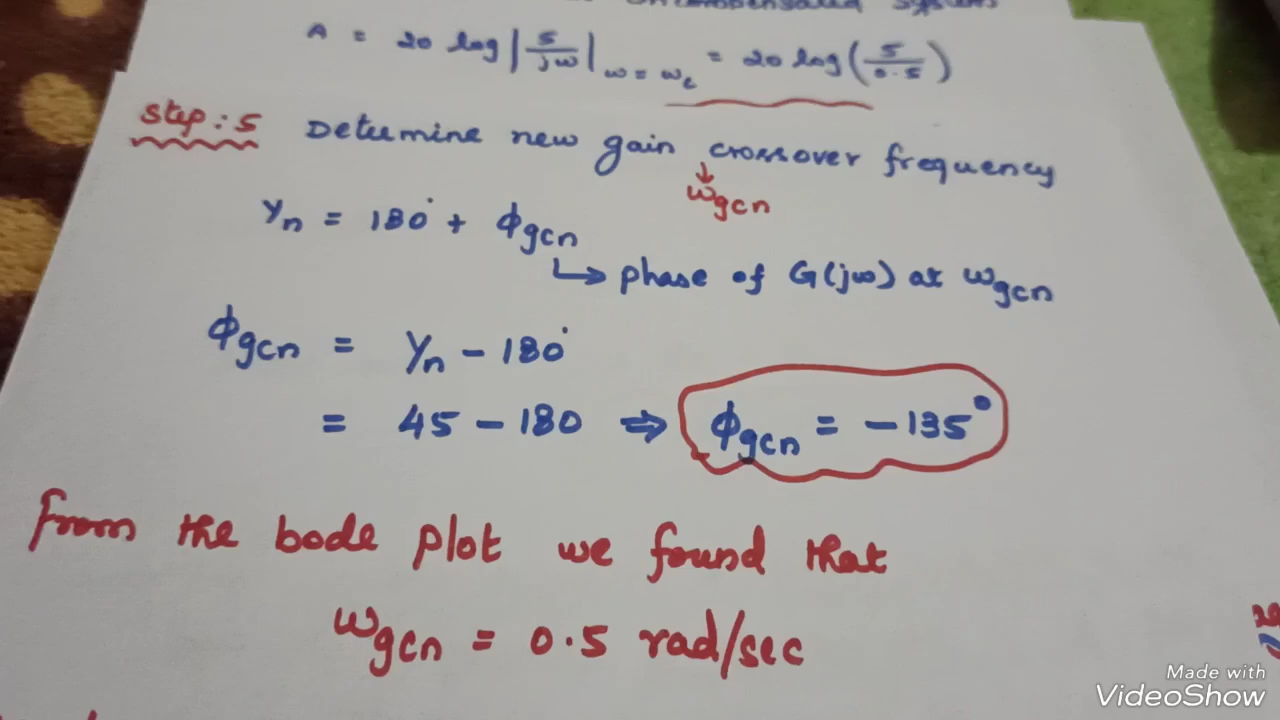 A = 20 log |5/jω| ω = ωc = 20 log (5/0.5)
Step:5 Determine new gain crossover frequency
↓
ωgcn
γn = 180° + ϕgcn
↳ phase of G(jω) at ωgcn
ϕgcn = γn - 180°
= 45 - 180 ⇒ ϕgcn = -135°
from the bode plot we found that
ωgcn = 0.5 rad/sec
Made with
VideoShow